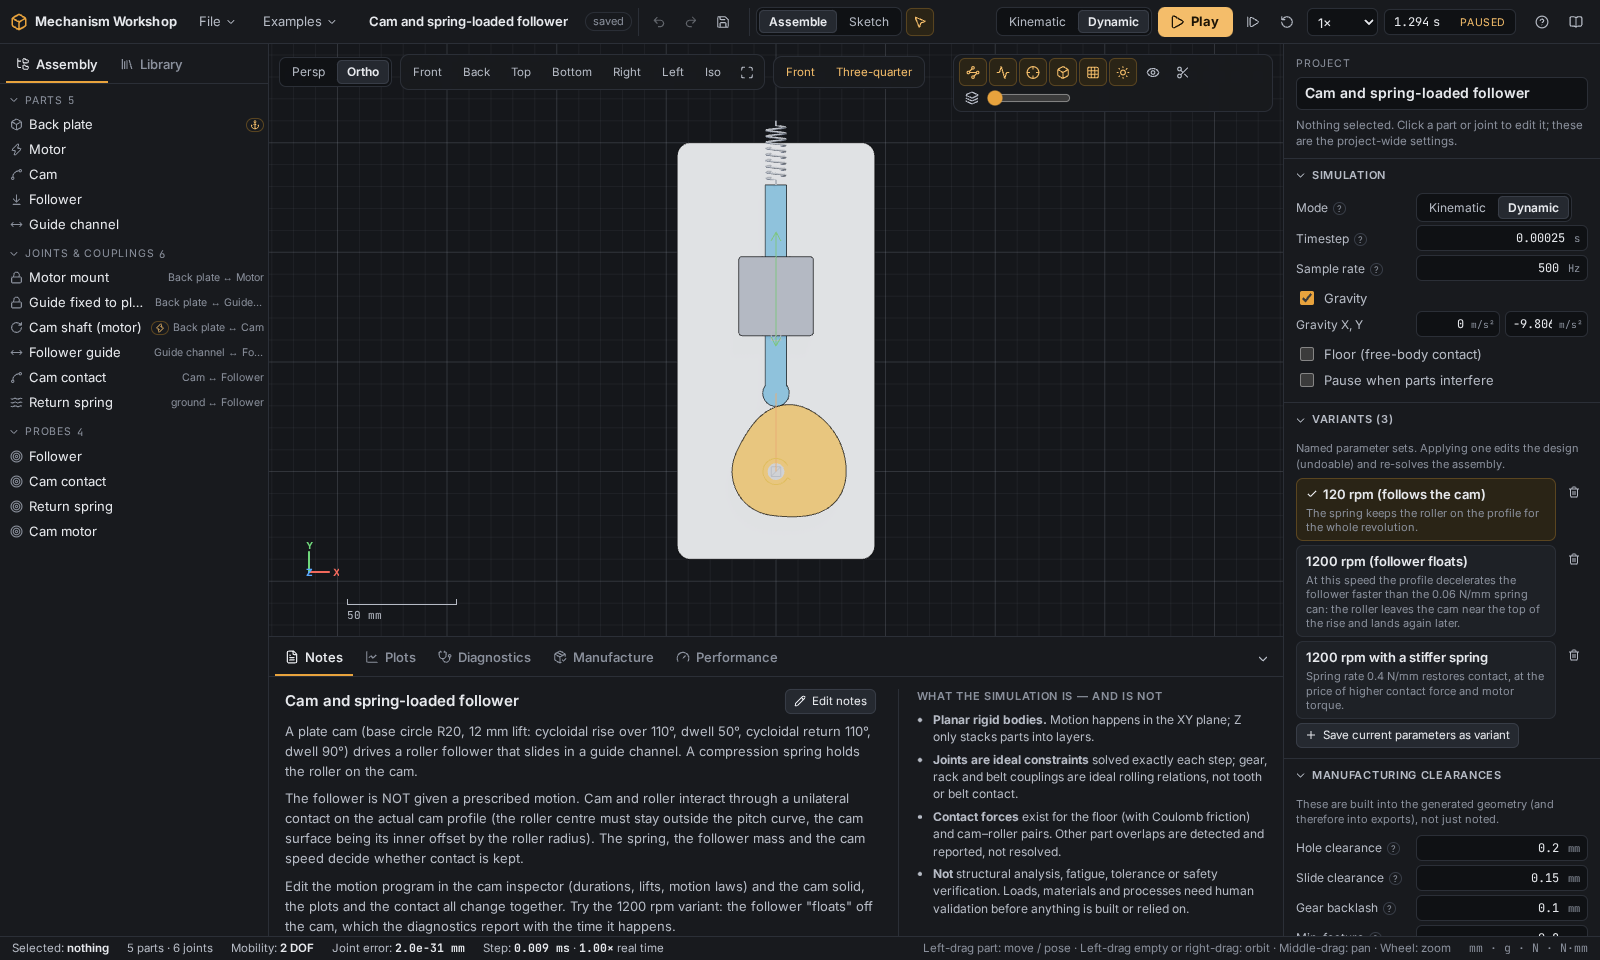 Mechanism Workshop
File
Examples
Cam and spring-loaded follower
saved
Assemble
Sketch
Kinematic
Dynamic
Play
1×
1.294 s
PAUSED
Assembly
Library
PARTS 5
Back plate
Motor
Cam
Follower
Guide channel
JOINTS & COUPLINGS 6
Motor mount Back plate ↔ Motor
Guide fixed to pl... Back plate ↔ Guide...
Cam shaft (motor) Back plate ↔ Cam
Follower guide Guide channel ↔ Fo...
Cam contact Cam ↔ Follower
Return spring ground ↔ Follower
PROBES 4
Follower
Cam contact
Return spring
Cam motor
Persp
Ortho
Front
Back
Top
Bottom
Right
Left
Iso
Front
Three-quarter
Y
Z
X
50 mm
Notes
Plots
Diagnostics
Manufacture
Performance
Cam and spring-loaded follower
Edit notes
A plate cam (base circle R20, 12 mm lift: cycloidal rise over 110°, dwell 50°, cycloidal return 110°,
dwell 90°) drives a roller follower that slides in a guide channel. A compression spring holds
the roller on the cam.
The follower is NOT given a prescribed motion. Cam and roller interact through a unilateral
contact on the actual cam profile (the roller centre must stay outside the pitch curve, the cam
surface being its inner offset by the roller radius). The spring, the follower mass and the cam
speed decide whether contact is kept.
Edit the motion program in the cam inspector (durations, lifts, motion laws) and the cam solid,
the plots and the contact all change together. Try the 1200 rpm variant: the follower "floats" off
the cam, which the diagnostics report with the time it happens.
WHAT THE SIMULATION IS — AND IS NOT
• Planar rigid bodies. Motion happens in the XY plane; Z
only stacks parts into layers.
• Joints are ideal constraints solved exactly each step; gear,
rack and belt couplings are ideal rolling relations, not tooth
or belt contact.
• Contact forces exist for the floor (with Coulomb friction)
and cam–roller pairs. Other part overlaps are detected and
reported, not resolved.
• Not structural analysis, fatigue, tolerance or safety
verification. Loads, materials and processes need human
validation before anything is built or relied on.
PROJECT
Cam and spring-loaded follower
Nothing selected. Click a part or joint to edit it; these
are the project-wide settings.
SIMULATION
Mode ? Kinematic Dynamic
Timestep ? 0.00025 s
Sample rate ? 500 Hz
Gravity
Gravity X, Y 0 m/s² -9.806 m/s²
Floor (free-body contact)
Pause when parts interfere
VARIANTS (3)
Named parameter sets. Applying one edits the design
(undoable) and re-solves the assembly.
120 rpm (follows the cam)
The spring keeps the roller on the profile for
the whole revolution.
1200 rpm (follower floats)
At this speed the profile decelerates the
follower faster than the 0.06 N/mm spring
can: the roller leaves the cam near the top of
the rise and lands again later.
1200 rpm with a stiffer spring
Spring rate 0.4 N/mm restores contact, at the
price of higher contact force and motor
torque.
+ Save current parameters as variant
MANUFACTURING CLEARANCES
These are built into the generated geometry (and
therefore into exports), not just noted.
Hole clearance ? 0.2 mm
Slide clearance ? 0.15 mm
Gear backlash ? 0.1 mm
Selected: nothing
5 parts · 6 joints
Mobility: 2 DOF
Joint error: 2.0e-31 mm
Step: 0.009 ms · 1.00× real time
Left-drag part: move / pose · Left-drag empty or right-drag: orbit · Middle-drag: pan · Wheel: zoom
mm · g · N · N·mm